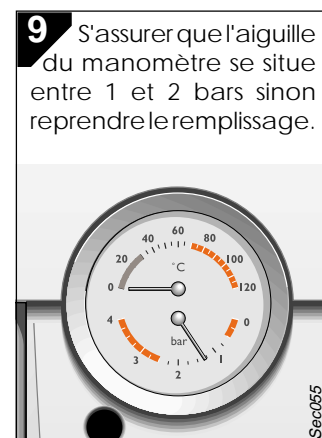 9 S'assurer que l'aiguille
du manomètre se situe
entre 1 et 2 bars sinon
reprendre le remplissage.
0 20 40 60 80 100 120
°C
4 3 2 1 0
bar
Sec055